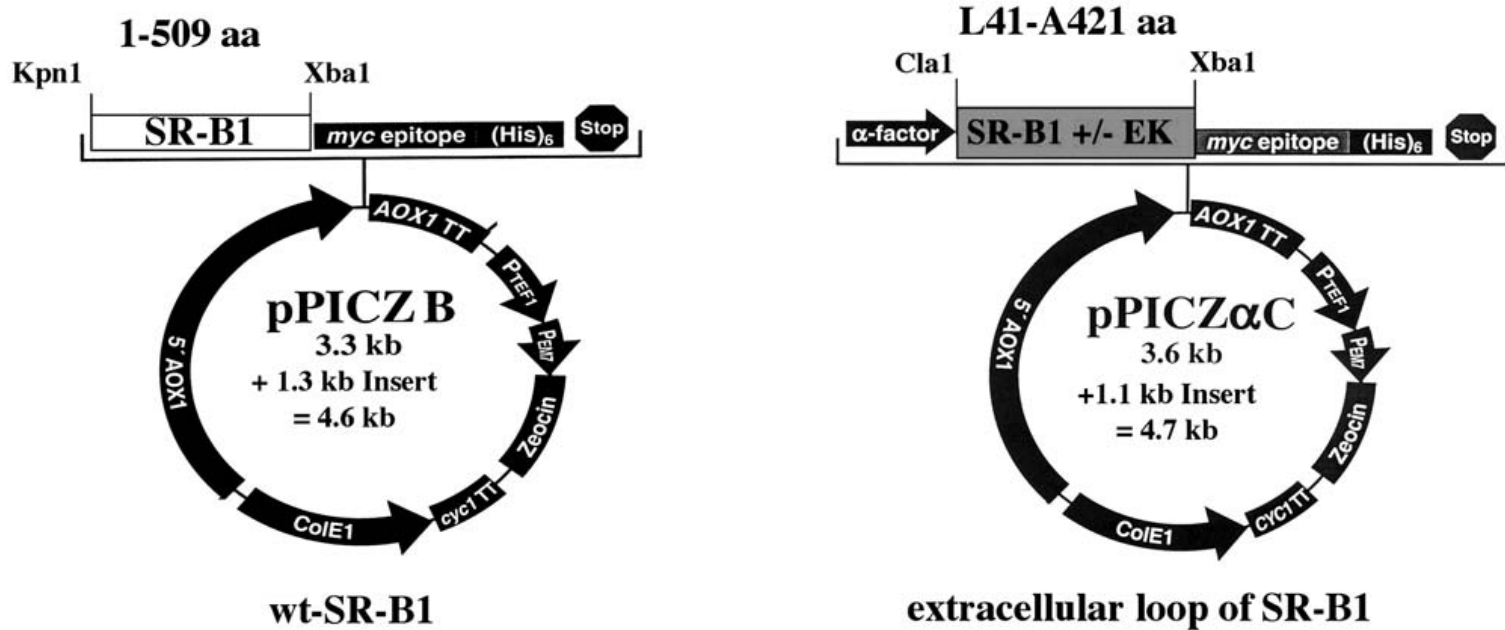 1-509 aa
Kpn1
Xba1
SR-B1
myc epitope
(His)6
Stop
AOX1 TT
PTEF1
PEM7
Zeocin
cyc1 TT
ColE1
5´ AOX1
pPICZ B
3.3 kb
+ 1.3 kb Insert
= 4.6 kb
wt-SR-B1
L41-A421 aa
Cla1
Xba1
α-factor
SR-B1 +/- EK
myc epitope
(His)6
Stop
AOX1 TT
PTEF1
PEM7
Zeocin
CYC1 TT
ColE1
5´ AOX1
pPICZαC
3.6 kb
+1.1 kb Insert
= 4.7 kb
extracellular loop of SR-B1